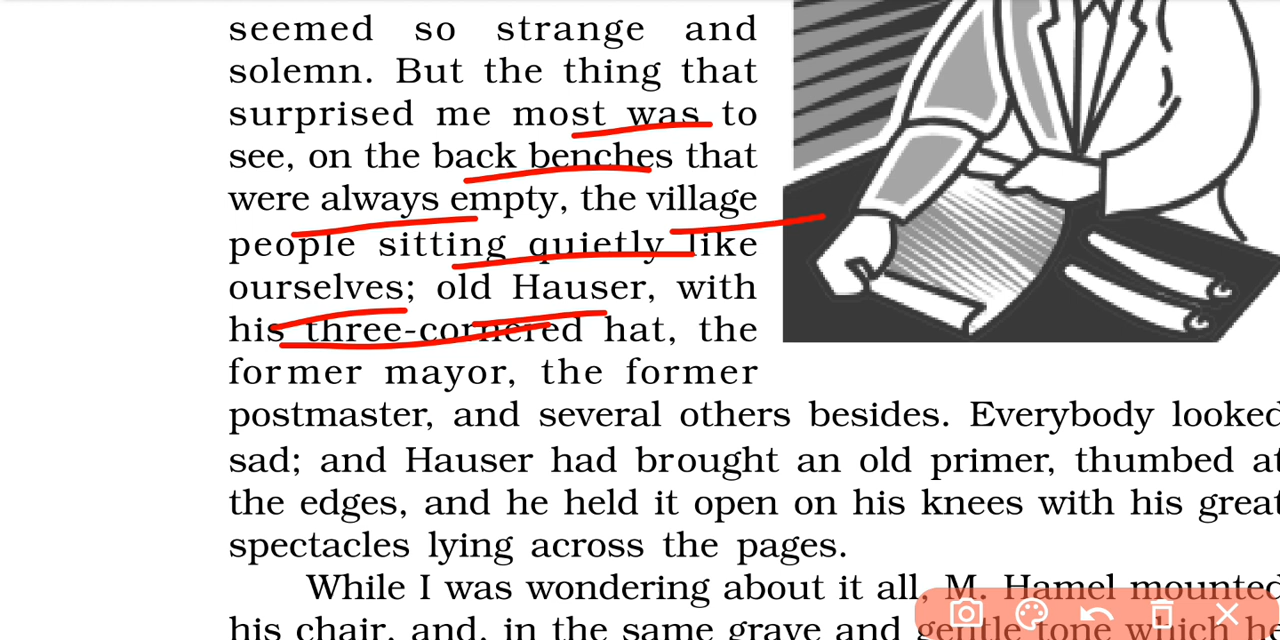 seemed so strange and
solemn. But the thing that
surprised me most was to
see, on the back benches that
were always empty, the village
people sitting quietly like
ourselves; old Hauser, with
his three-cornered hat, the
former mayor, the former
postmaster, and several others besides. Everybody looked
sad; and Hauser had brought an old primer, thumbed at
the edges, and he held it open on his knees with his great
spectacles lying across the pages.
While I was wondering about it all, M. Hamel mounted
his chair, and, in the same grave and gentle tone which he